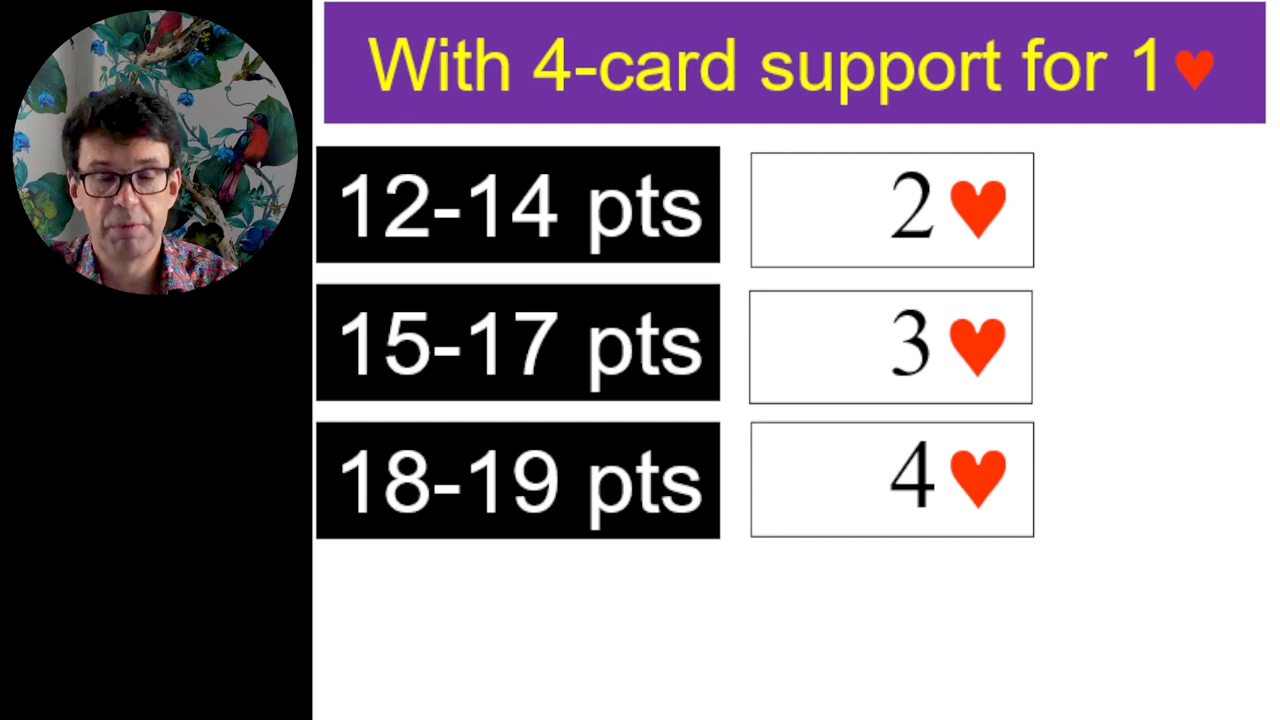 With 4-card support for 1♥
12-14 pts 2♥
15-17 pts 3♥
18-19 pts 4♥